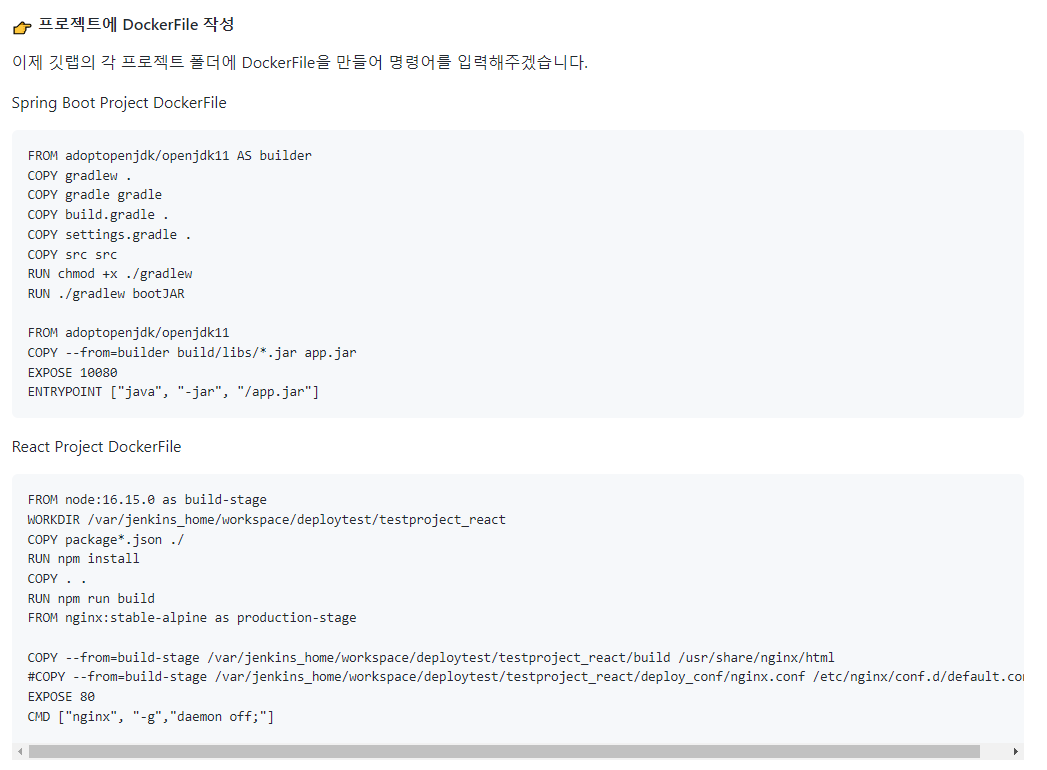 👉 프로젝트에 DockerFile 작성
이제 깃랩의 각 프로젝트 폴더에 DockerFile을 만들어 명령어를 입력해주겠습니다.
Spring Boot Project DockerFile
FROM adoptopenjdk/openjdk11 AS builder
COPY gradlew .
COPY gradle gradle
COPY build.gradle .
COPY settings.gradle .
COPY src src
RUN chmod +x ./gradlew
RUN ./gradlew bootJAR
FROM adoptopenjdk/openjdk11
COPY --from=builder build/libs/*.jar app.jar
EXPOSE 10080
ENTRYPOINT ["java", "-jar", "/app.jar"]
React Project DockerFile
FROM node:16.15.0 as build-stage
WORKDIR /var/jenkins_home/workspace/deploytest/testproject_react
COPY package*.json ./
RUN npm install
COPY . .
RUN npm run build
FROM nginx:stable-alpine as production-stage
COPY --from=build-stage /var/jenkins_home/workspace/deploytest/testproject_react/build /usr/share/nginx/html
#COPY --from=build-stage /var/jenkins_home/workspace/deploytest/testproject_react/deploy_conf/nginx.conf /etc/nginx/conf.d/default.co
EXPOSE 80
CMD ["nginx", "-g","daemon off;"]